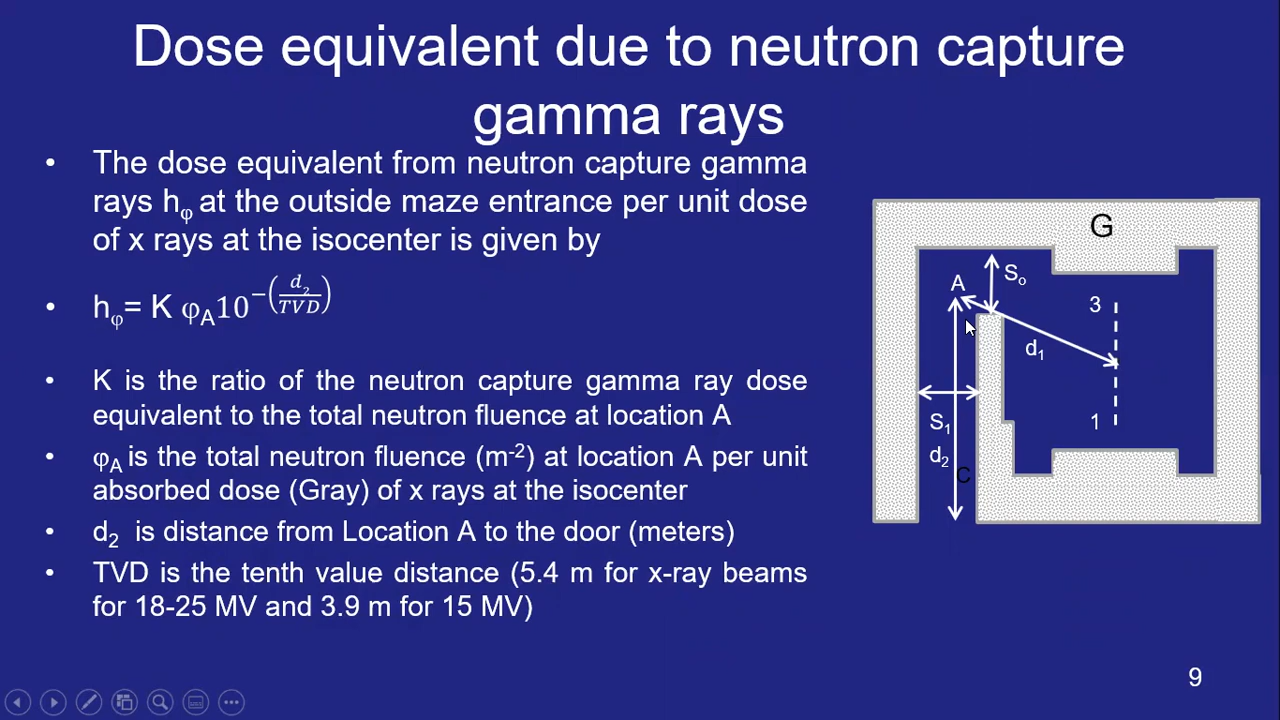 Dose equivalent due to neutron capture
gamma rays
• The dose equivalent from neutron capture gamma
rays hφ at the outside maze entrance per unit dose
of x rays at the isocenter is given by
• hφ= K φA10^−(d2/TVD)
• K is the ratio of the neutron capture gamma ray dose
equivalent to the total neutron fluence at location A
• φA is the total neutron fluence (m-2) at location A per unit
absorbed dose (Gray) of x rays at the isocenter
• d2 is distance from Location A to the door (meters)
• TVD is the tenth value distance (5.4 m for x-ray beams
for 18-25 MV and 3.9 m for 15 MV)
G
A
So
3
d1
1
S1
d2
C
9